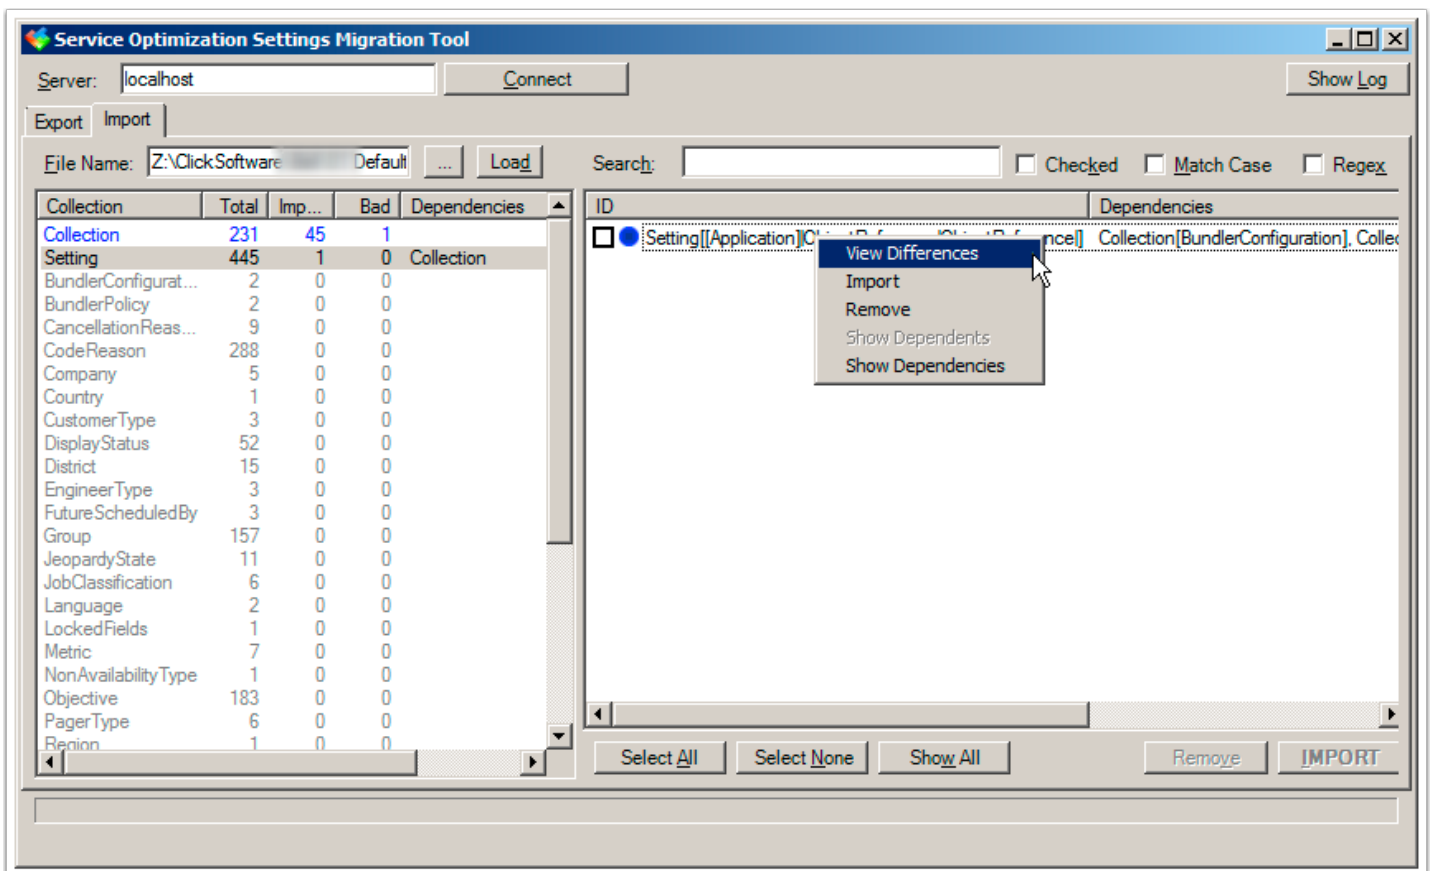 Service Optimization Settings Migration Tool
Server: localhost Connect Show Log
Export Import
File Name: Z:\ClickSoftware Default ... Load Search: Checked Match Case Regex
Collection Total Imp... Bad Dependencies ID Dependencies
Collection 231 45 1
Setting 445 1 0 Collection
Setting[[Application] Collection[BundlerConfiguration], Collec
BundlerConfigurat... 2 0 0
BundlerPolicy 2 0 0
CancellationReas... 9 0 0
CodeReason 288 0 0
Company 5 0 0
Country 1 0 0
CustomerType 3 0 0
DisplayStatus 52 0 0
District 15 0 0
EngineerType 3 0 0
FutureScheduledBy 3 0 0
Group 157 0 0
JeopardyState 11 0 0
JobClassification 6 0 0
Language 2 0 0
LockedFields 1 0 0
Metric 7 0 0
NonAvailabilityType 1 0 0
Objective 183 0 0
PagerType 6 0 0
Region 1 0 0
View Differences
Import
Remove
Show Dependents
Show Dependencies
Select All Select None Show All Remove IMPORT